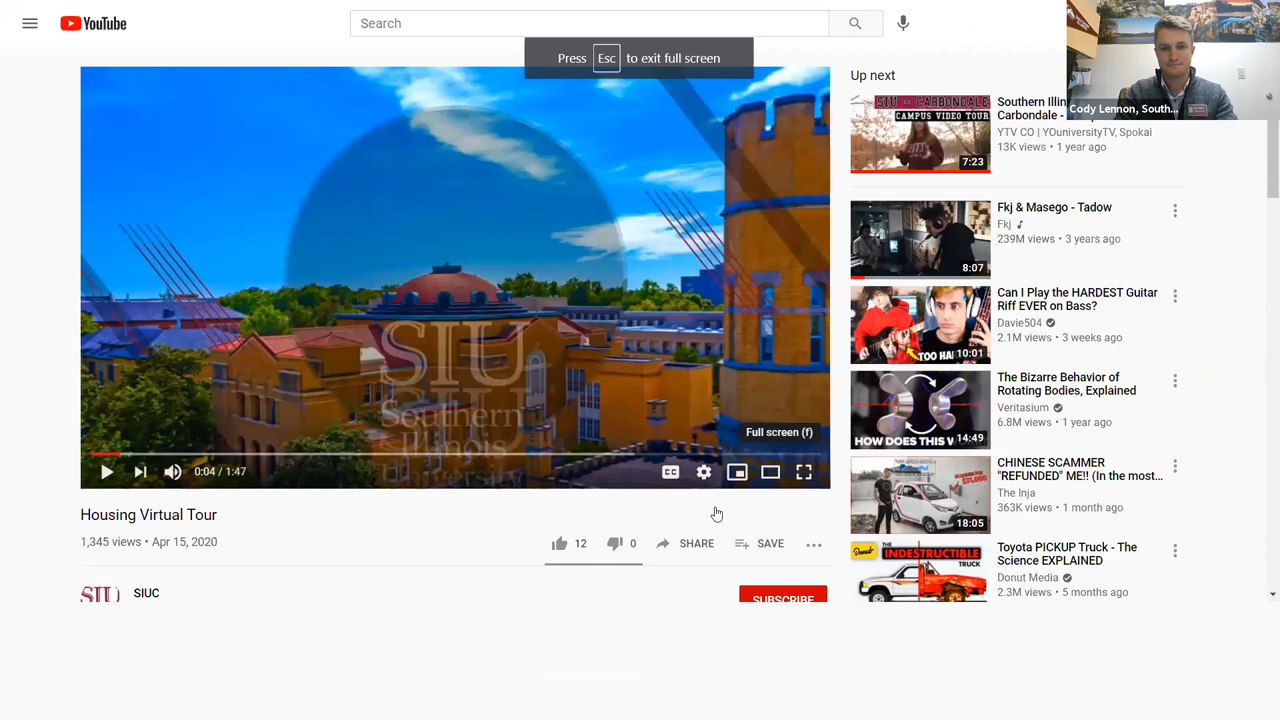 YouTube
Search
Press Esc to exit full screen
Cody Lennon, South...
SIU
Southern
Illinois
Full screen (f)
0:04 / 1:47
CC
Housing Virtual Tour
1,345 views • Apr 15, 2020
12
0
SHARE
SAVE
SIU
SIUC
SUBSCRIBE
Up next
SIU - CARBONDALE
CAMPUS VIDEO TOUR
7:23
Southern Illin
Carbondale -
YTV CO | YOuniversityTV, Spokai
13K views • 1 year ago
8:07
Fkj & Masego - Tadow
Fkj
239M views • 3 years ago
TOO HA
10:01
Can I Play the HARDEST Guitar
Riff EVER on Bass?
Davie504
2.1M views • 3 weeks ago
HOW DOES THIS W
14:49
The Bizarre Behavior of
Rotating Bodies, Explained
Veritasium
6.8M views • 1 year ago
18:05
CHINESE SCAMMER
"REFUNDED" ME!! (In the most...
The Inja
363K views • 1 month ago
Donut
THE
INDESTRUCTIBLE
TRUCK
Toyota PICKUP Truck - The
Science EXPLAINED
Donut Media
2.3M views • 5 months ago